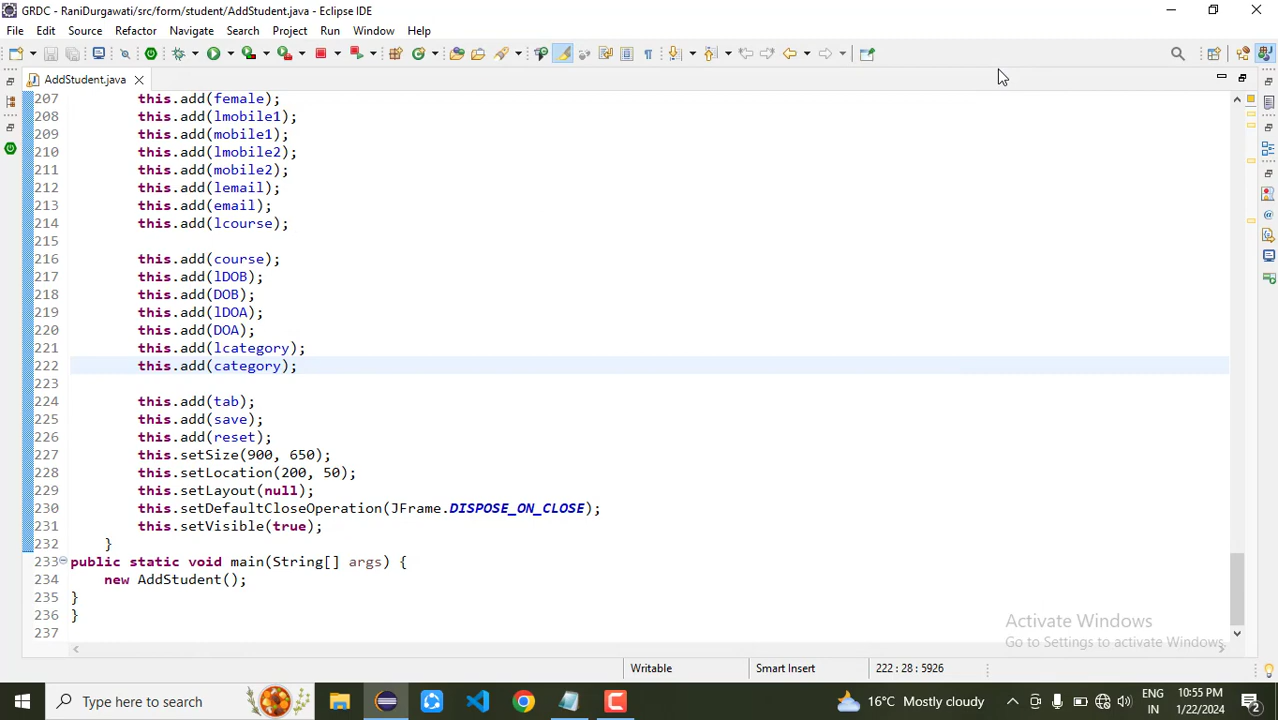 GRDC - RaniDurgawati/src/form/student/AddStudent.java - Eclipse IDE
File Edit Source Refactor Navigate Search Project Run Window Help
AddStudent.java
207 this.add(female);
208 this.add(lmobile1);
209 this.add(mobile1);
210 this.add(lmobile2);
211 this.add(mobile2);
212 this.add(lemail);
213 this.add(email);
214 this.add(lcourse);
215
216 this.add(course);
217 this.add(lDOB);
218 this.add(DOB);
219 this.add(lDOA);
220 this.add(DOA);
221 this.add(lcategory);
222 this.add(category);
223
224 this.add(tab);
225 this.add(save);
226 this.add(reset);
227 this.setSize(900, 650);
228 this.setLocation(200, 50);
229 this.setLayout(null);
230 this.setDefaultCloseOperation(JFrame.DISPOSE_ON_CLOSE);
231 this.setVisible(true);
232 }
233 public static void main(String[] args) {
234 new AddStudent();
235 }
236 }
237
Activate Windows
Go to Settings to activate Windows.
Writable Smart Insert 222 : 28 : 5926
Type here to search 16°C Mostly cloudy ENG 10:55 PM
IN 1/22/2024 2